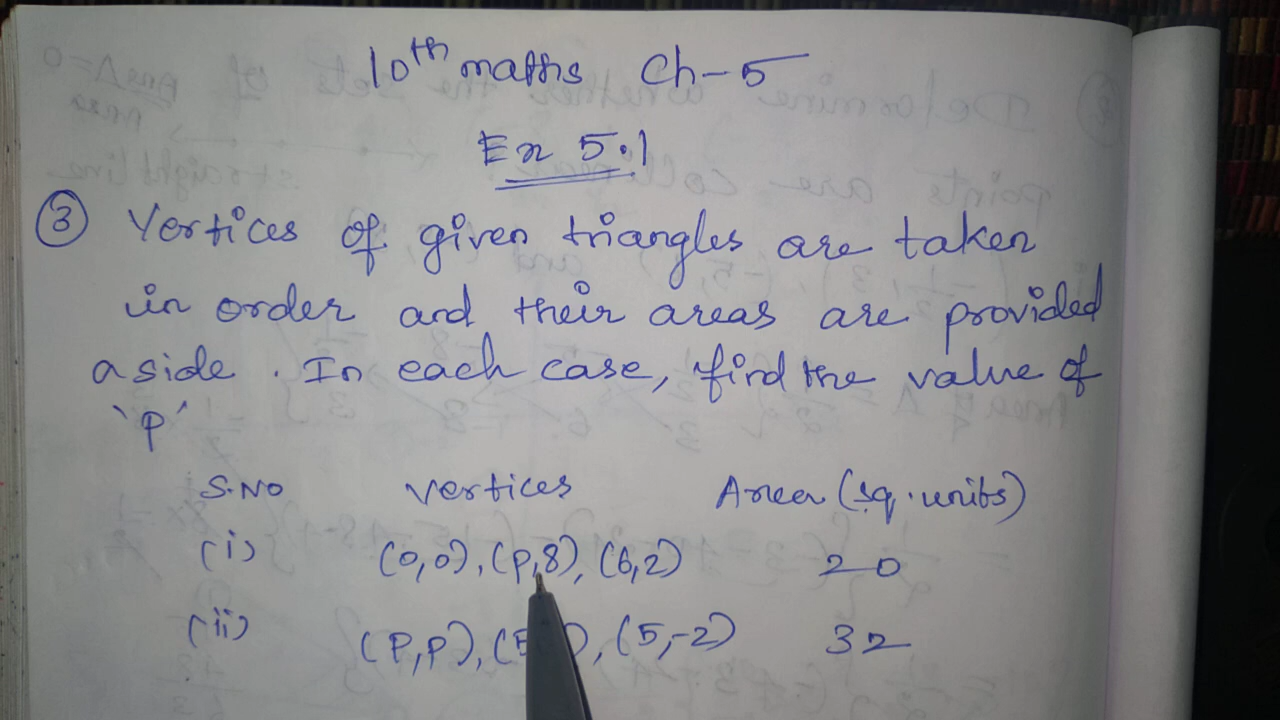 10th maths Ch-5
Ex 5.1
③ Vertices of given triangles are taken
in order and their areas are provided
aside. In each case, find the value of
'P'
S.NO vertices Area (sq.units)
(i) (0,0), (P,8), (6,2) 20
(ii) (P,P), (5 ), (5,-2) 32